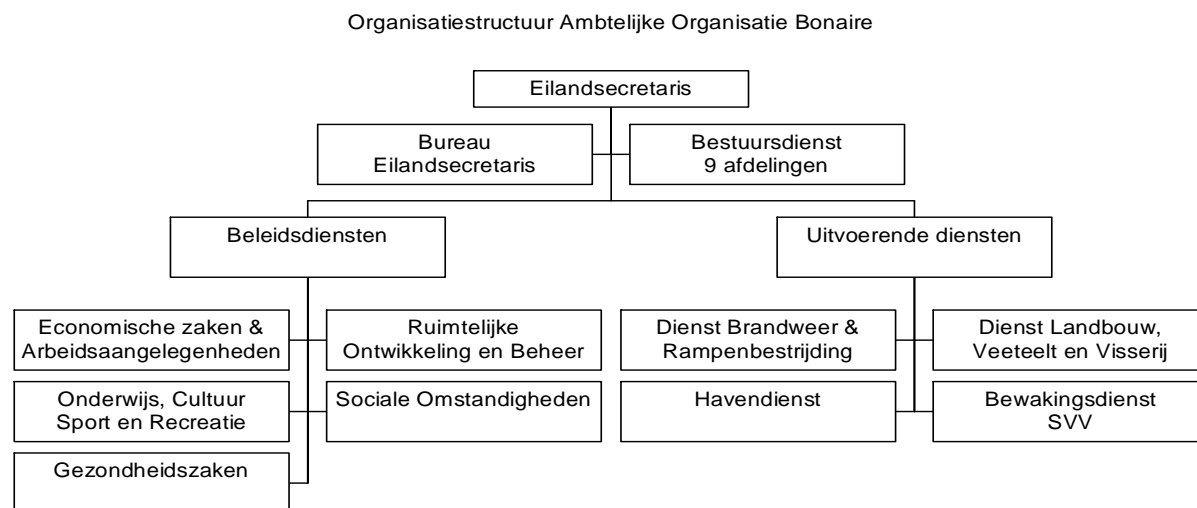 Organisatiestructuur Ambtelijke Organisatie Bonaire
Eilandsecretaris
Bureau
Eilandsecretaris
Bestuursdienst
9 afdelingen
Beleidsdiensten
Uitvoerende diensten
Economische zaken &
Arbeidsaangelegenheden
Ruimtelijke
Ontwikkeling en Beheer
Dienst Brandweer &
Rampenbestrijding
Dienst Landbouw,
Veeteelt en Visserij
Onderwijs, Cultuur
Sport en Recreatie
Sociale Omstandigheden
Havendienst
Bewakingsdienst
SVV
Gezondheidszaken